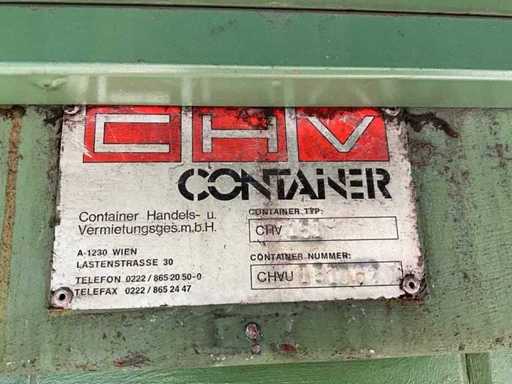 CHV
CONTAINER
Container Handels- u.
Vermietungsges.m.b.H.
A-1230 WIEN
LASTENSTRASSE 30
TELEFON 0222 / 865 20 50-0
TELEFAX 0222 / 865 24 47
CONTAINER TYP:
CHV
CONTAINER NUMMER:
CHVU